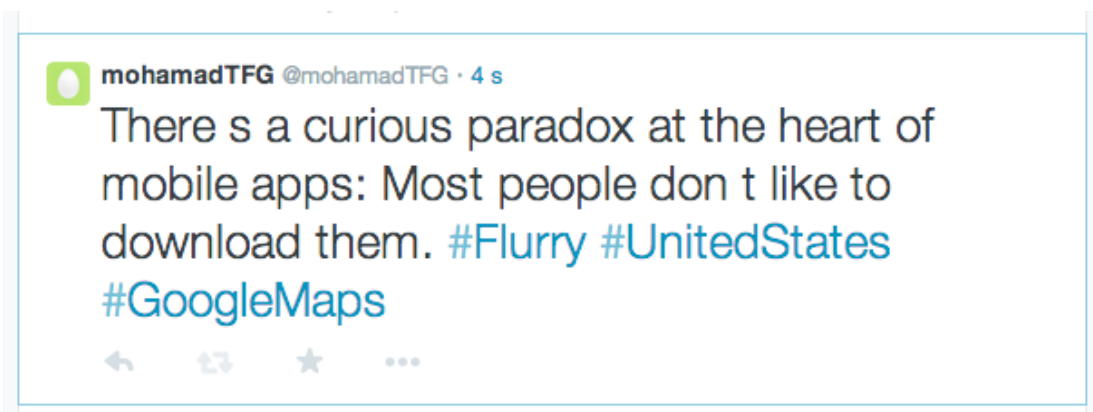 mohamadTFG @mohamadTFG · 4 s
There s a curious paradox at the heart of
mobile apps: Most people don t like to
download them. #Flurry #UnitedStates
#GoogleMaps